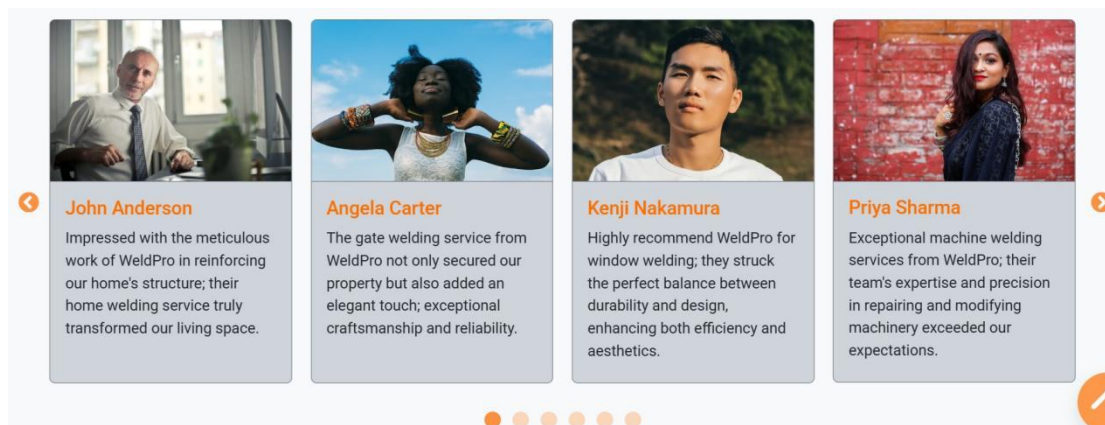 John Anderson
Impressed with the meticulous
work of WeldPro in reinforcing
our home's structure; their
home welding service truly
transformed our living space.
Angela Carter
The gate welding service from
WeldPro not only secured our
property but also added an
elegant touch; exceptional
craftsmanship and reliability.
Kenji Nakamura
Highly recommend WeldPro for
window welding; they struck
the perfect balance between
durability and design,
enhancing both efficiency and
aesthetics.
Priya Sharma
Exceptional machine welding
services from WeldPro; their
team's expertise and precision
in repairing and modifying
machinery exceeded our
expectations.